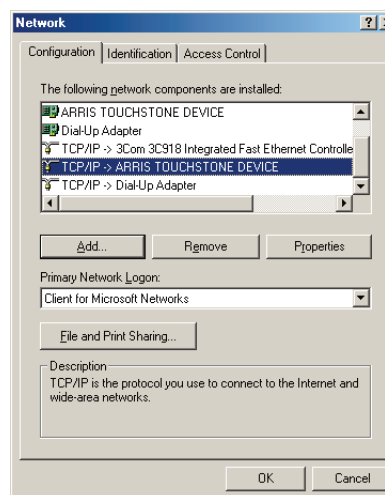 Network
Configuration Identification Access Control
The following network components are installed:
ARRIS TOUCHSTONE DEVICE
Dial-Up Adapter
TCP/IP -> 3Com 3C918 Integrated Fast Ethernet Controlle
TCP/IP -> ARRIS TOUCHSTONE DEVICE
TCP/IP -> Dial-Up Adapter
Add... Remove Properties
Primary Network Logon:
Client for Microsoft Networks
File and Print Sharing...
Description
TCP/IP is the protocol you use to connect to the Internet and
wide-area networks.
OK Cancel